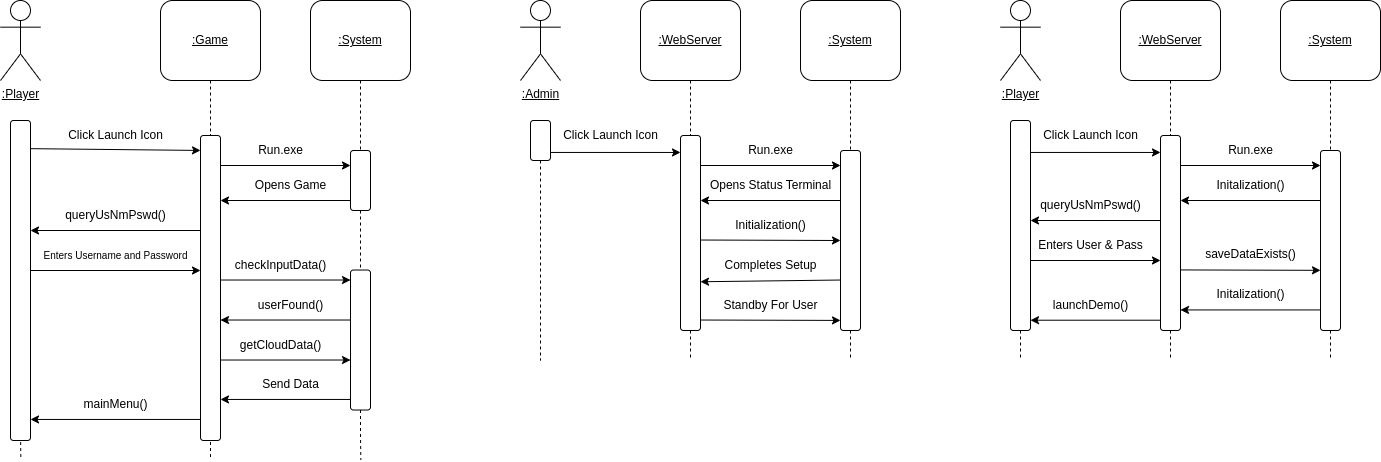 :Game
:System
:Player
Click Launch Icon
Run.exe
Opens Game
queryUsNmPswd()
Enters Username and Password
checkInputData()
userFound()
getCloudData()
Send Data
mainMenu()
:WebServer
:System
:Admin
Click Launch Icon
Run.exe
Opens Status Terminal
Initialization()
Completes Setup
Standby For User
:WebServer
:System
:Player
Click Launch Icon
Run.exe
Initalization()
queryUsNmPswd()
Enters User & Pass
saveDataExists()
Initalization()
launchDemo()